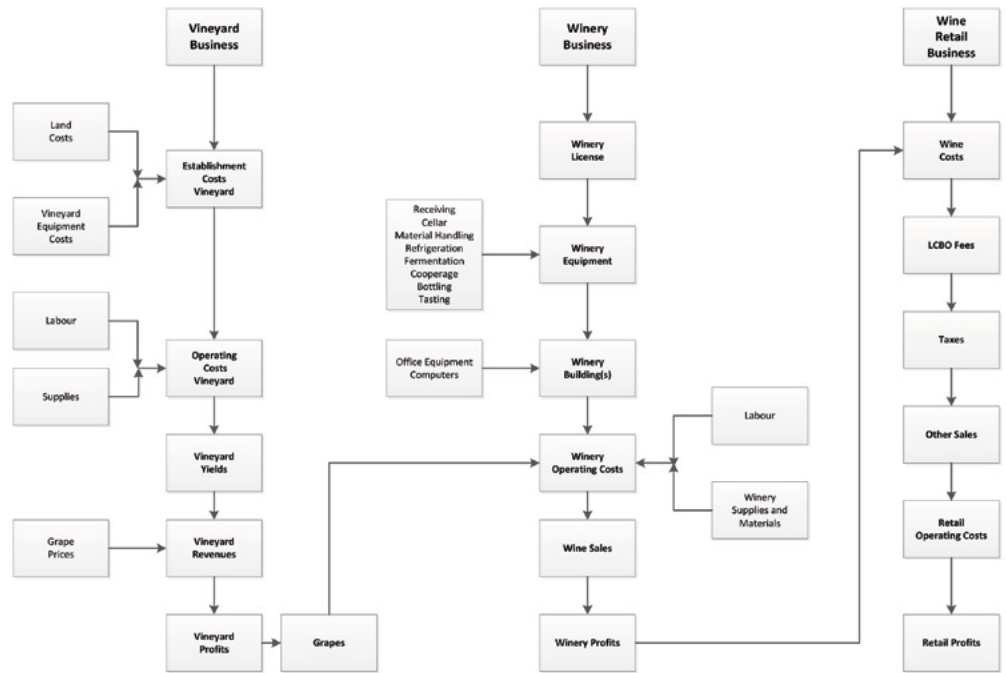 Vineyard
Business
Land
Costs
Establishment
Costs
Vineyard
Vineyard
Equipment
Costs
Labour
Operating
Costs
Vineyard
Supplies
Vineyard
Yields
Grape
Prices
Vineyard
Revenues
Vineyard
Profits
Grapes
Winery
Business
Winery
License
Receiving
Cellar
Material Handling
Refrigeration
Fermentation
Cooperage
Bottling
Tasting
Winery
Equipment
Office Equipment
Computers
Winery
Building(s)
Labour
Winery
Operating Costs
Winery
Supplies and
Materials
Wine Sales
Winery Profits
Wine
Retail
Business
Wine
Costs
LCBO Fees
Taxes
Other Sales
Retail
Operating Costs
Retail Profits